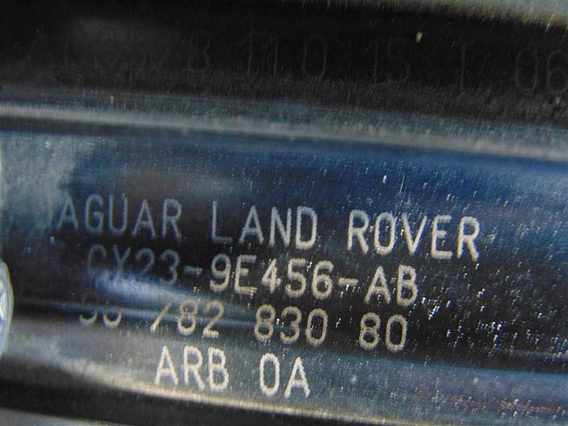 JAGUAR LAND ROVER
CX23-9E456-AB
782 830 80
ARB 0A